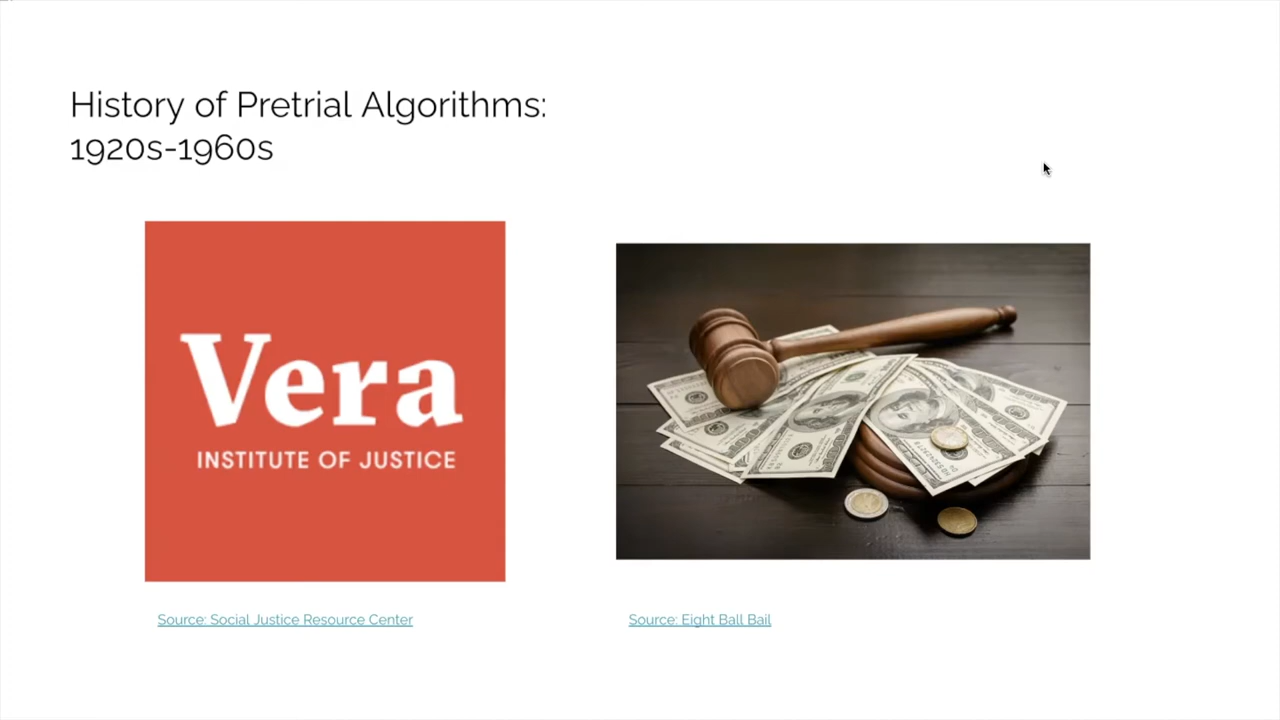 History of Pretrial Algorithms:
1920s-1960s
Vera
INSTITUTE OF JUSTICE
Source: Social Justice Resource Center
Source: Eight Ball Bail